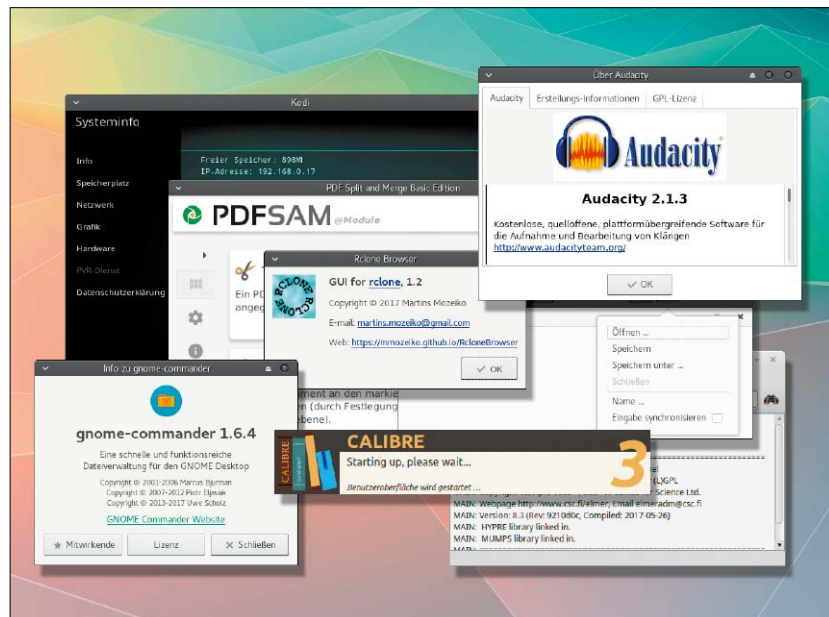 Kodi
Systeminfo
Info
Speicherplatz
Netzwerk
Grafik
Hardware
PVR-Dienst
Datenschutzerklärung
Freier Speicher: 898M
IP-Adresse: 192.168.0.17
Über Audacity
Audacity
Erstellungs-Informationen
GPL-Lizenz
Audacity
Audacity 2.1.3
Kostenlose, quelloffene, plattformübergreifende Software für
die Aufnahme und Bearbeitung von Klängen
http://www.audacityteam.org/
OK
PDF Split and Merge Basic Edition
PDFSAM @Module
Ein PD
angeg
Rclone Browser
RCLONE RCLONE
GUI for rclone, 1.2
Copyright © 2017 Martins Mozeiko
E-mail: martins.mozeiko@gmail.com
Web: https://mmozeiko.github.io/RcloneBrowser
OK
Öffnen ...
Speichern
Speichern unter ...
Schließen
Name ...
Eingabe synchronisieren
ment an den markie
en (durch Festlegung
ebene).
Info zu gnome-commander
gnome-commander 1.6.4
Eine schnelle und funktionsreiche
Dateiverwaltung für den GNOME Desktop
Copyright © 2001-2006 Marcus Bjurman
Copyright © 2007-2012 Piotr Eljasiak
Copyright © 2013-2017 Uwe Scholz
GNOME Commander Website
Mitwirkende
Lizenz
Schließen
CALIBRE
CALIBRE
3
Starting up, please wait...
Benutzeroberfläche wird gestartet ...
(L)GPL
Science Ltd.
MAIN: Webpage http://www.csc.fi/elmer, Email elmeradm@csc.fi
MAIN: Version: 8.3 (Rev: 9210d0c, Compiled: 2017-05-26)
MAIN: HYPRE library linked in.
MAIN: MUMPS library linked in.
MAIN: